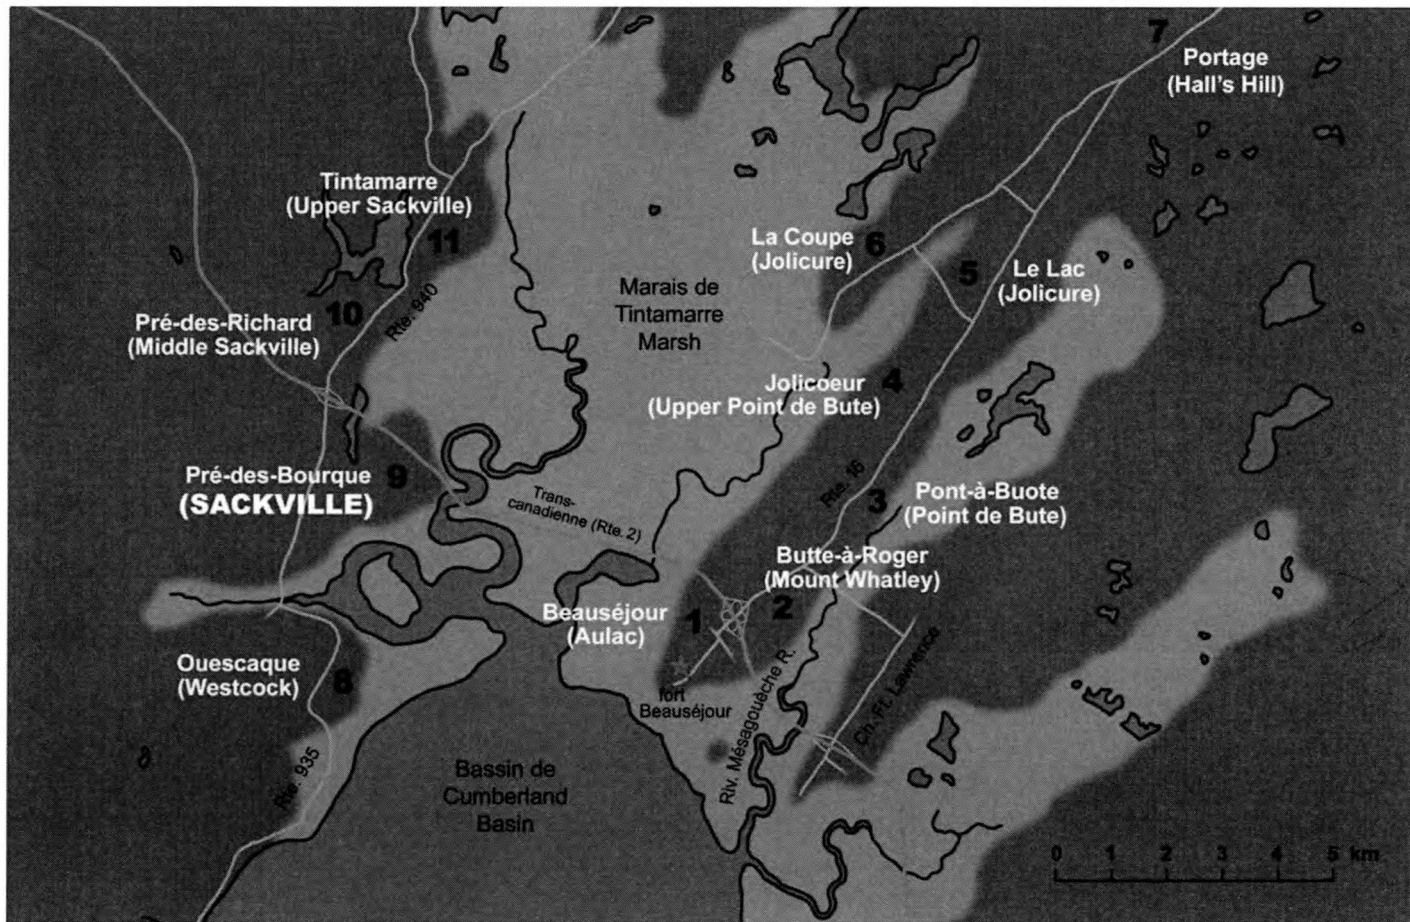 7
Portage
(Hall's Hill)
Tintamarre
(Upper Sackville)
11
La Coupe
(Jolicure)
6
5
Le Lac
(Jolicure)
Marais de
Tintamarre
Marsh
Rte. 940
10
Pré-des-Richard
(Middle Sackville)
Jolicoeur
(Upper Point de Bute)
4
Pré-des-Bourque
(SACKVILLE)
9
Trans-
canadienne (Rte. 2)
Rte. 16
3
Pont-à-Buote
(Point de Bute)
Butte-à-Roger
(Mount Whatley)
2
Beauséjour
(Aulac)
1
Ouescaque
(Westcock)
8
fort
Beauséjour
Riv. Mésagouèche R.
Ch. Ft. Lawrence
Rte. 935
Bassin de
Cumberland
Basin
0 1 2 3 4 5 km